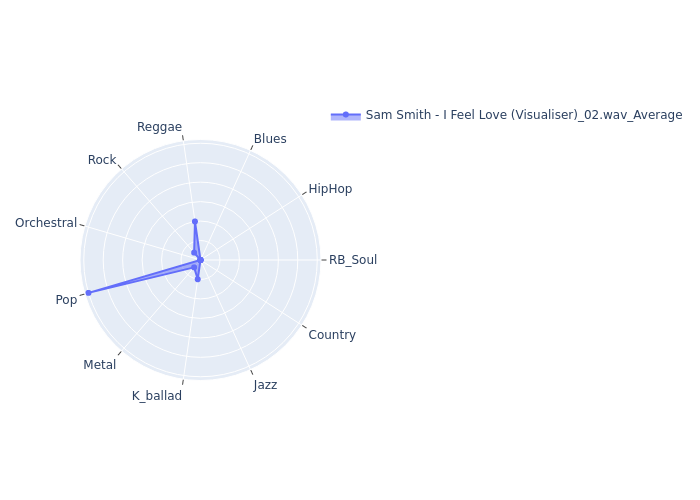 Sam Smith - I Feel Love (Visualiser)_02.wav_Average
Reggae
Blues
Rock
HipHop
Orchestral
RB_Soul
Pop
Country
Metal
Jazz
K_ballad